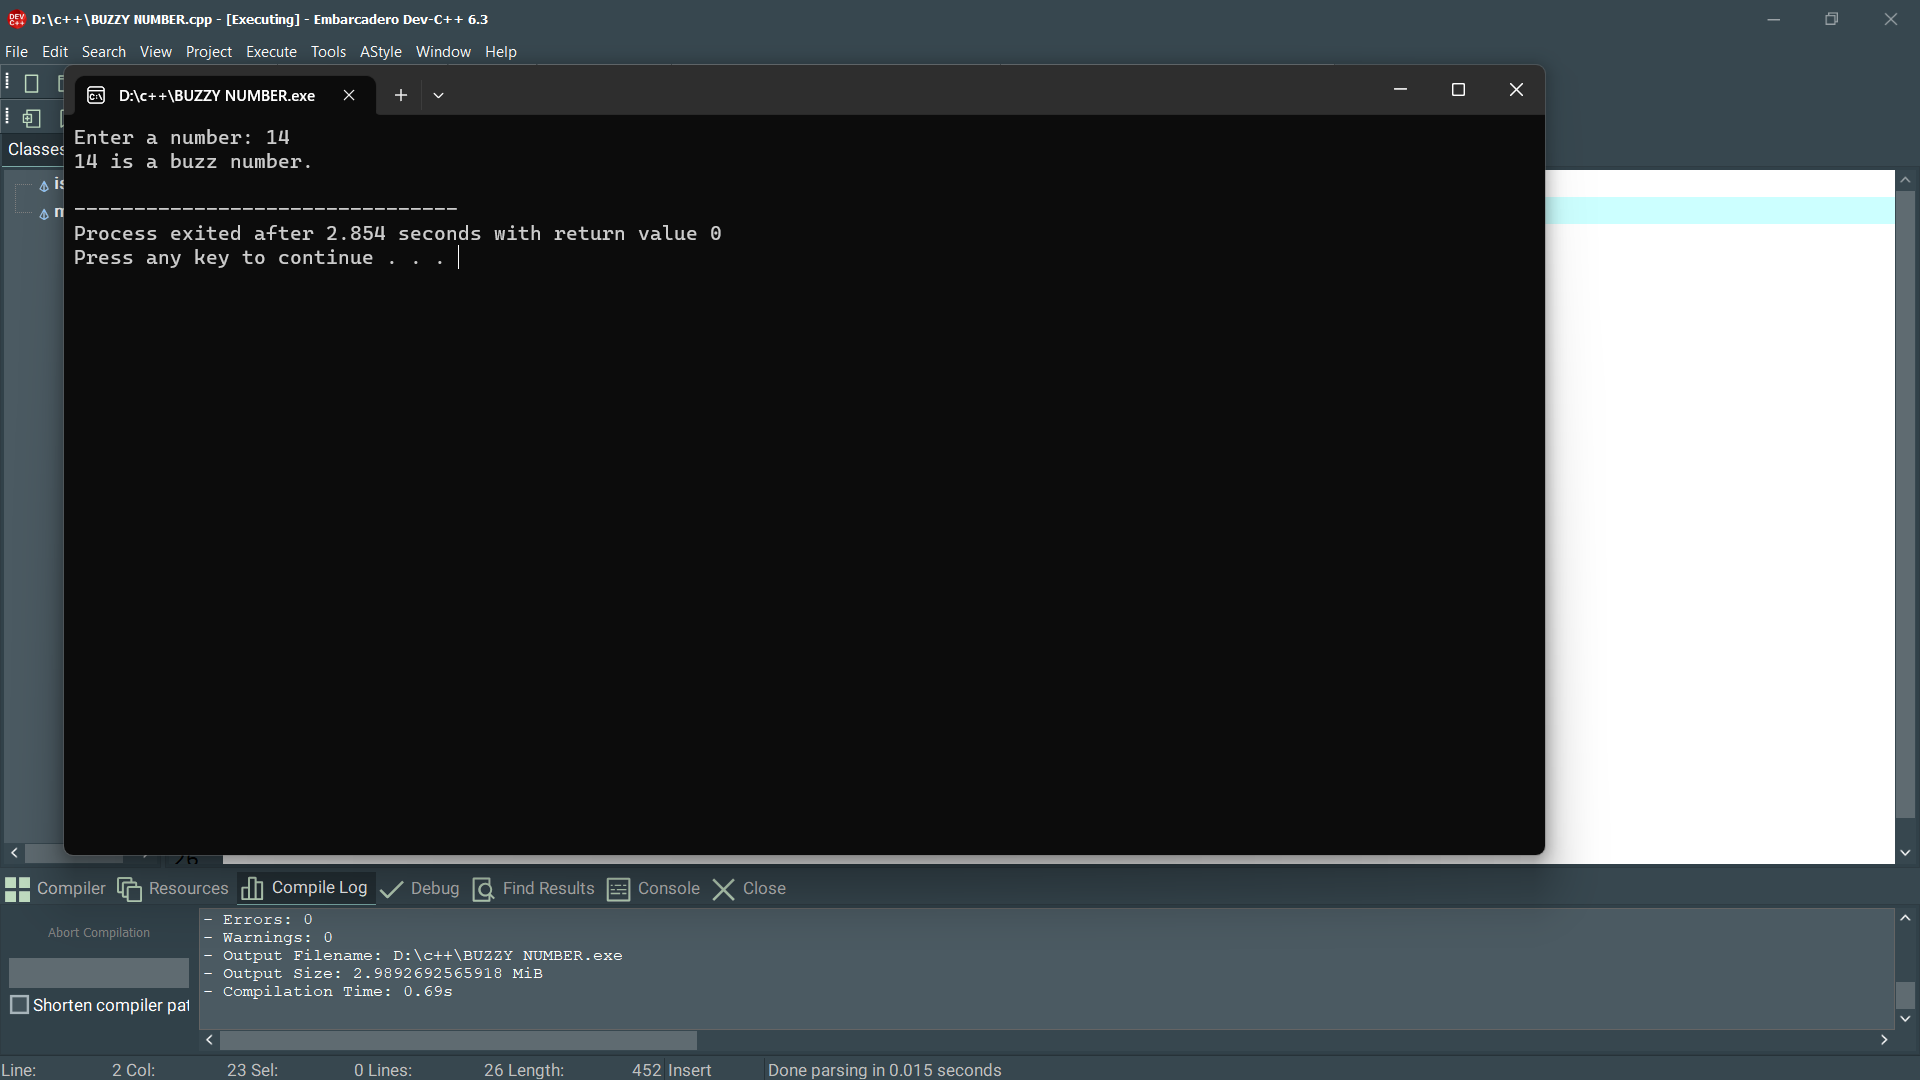 D:\c++\BUZZY NUMBER.cpp - [Executing] - Embarcadero Dev-C++ 6.3
File Edit Search View Project Execute Tools AStyle Window Help
D:\c++\BUZZY NUMBER.exe
Classes
Enter a number: 14
14 is a buzz number.
--------------------------------
Process exited after 2.854 seconds with return value 0
Press any key to continue . . .
26
Compiler Resources Compile Log Debug Find Results Console Close
Abort Compilation
Shorten compiler pat
- Errors: 0
- Warnings: 0
- Output Filename: D:\c++\BUZZY NUMBER.exe
- Output Size: 2.9892692565918 MiB
- Compilation Time: 0.69s
Line: 2 Col: 23 Sel: 0 Lines: 26 Length: 452 Insert Done parsing in 0.015 seconds